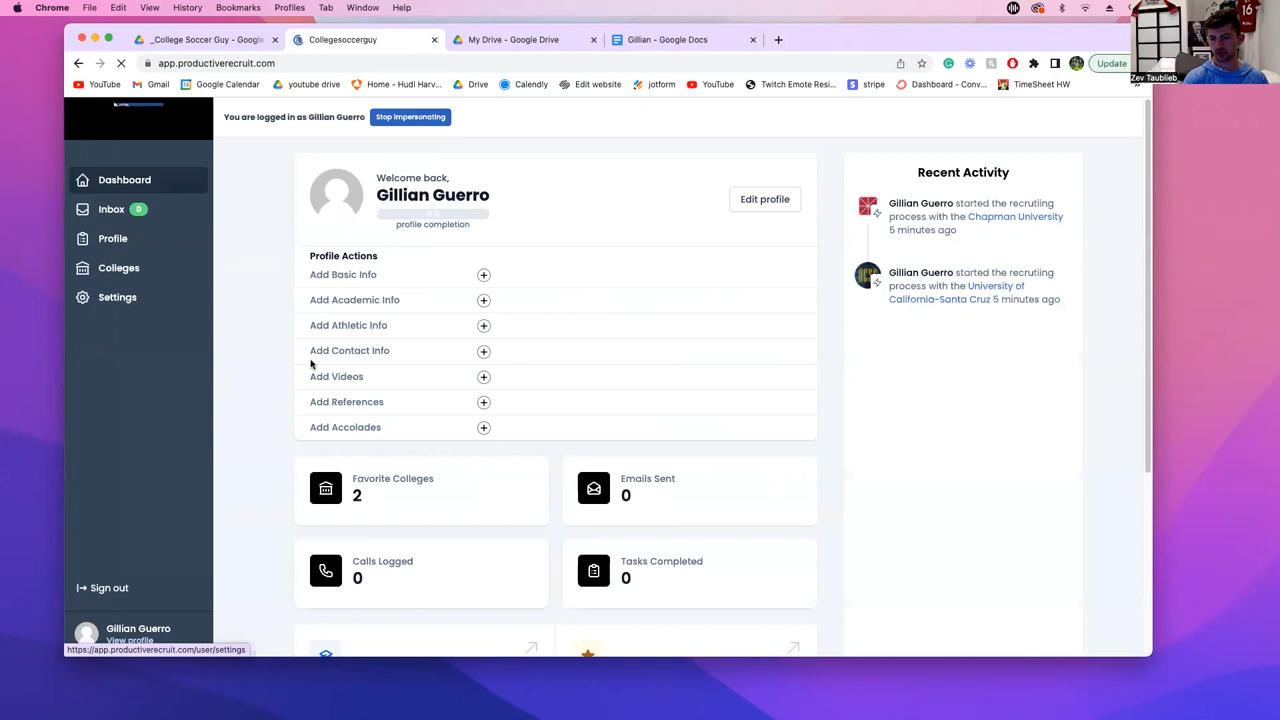 Chrome File Edit View History Bookmarks Profiles Tab Window Help
_College Soccer Guy - Google Collegesoccerguy My Drive - Google Drive Gillian - Google Docs
app.productiverecruit.com Update
YouTube Gmail Google Calendar youtube drive Home - Hudl Harv... Drive Calendly Edit website jotform YouTube Twitch Emote Resi... stripe Dashboard - Conv... TimeSheet HW
Zev Taublieb
16
You are logged in as Gillian Guerro Stop impersonating
Dashboard
Inbox 0
Profile
Colleges
Settings
Sign out
Gillian Guerro
View profile
https://app.productiverecruit.com/user/settings
Welcome back,
Gillian Guerro
0 %
profile completion
Edit profile
Profile Actions
Add Basic Info
Add Academic Info
Add Athletic Info
Add Contact Info
Add Videos
Add References
Add Accolades
Favorite Colleges
2
Emails Sent
0
Calls Logged
0
Tasks Completed
0
Recent Activity
Gillian Guerro started the recruiting
process with the Chapman University
5 minutes ago
Gillian Guerro started the recruting
process with the University of
California-Santa Cruz 5 minutes ago